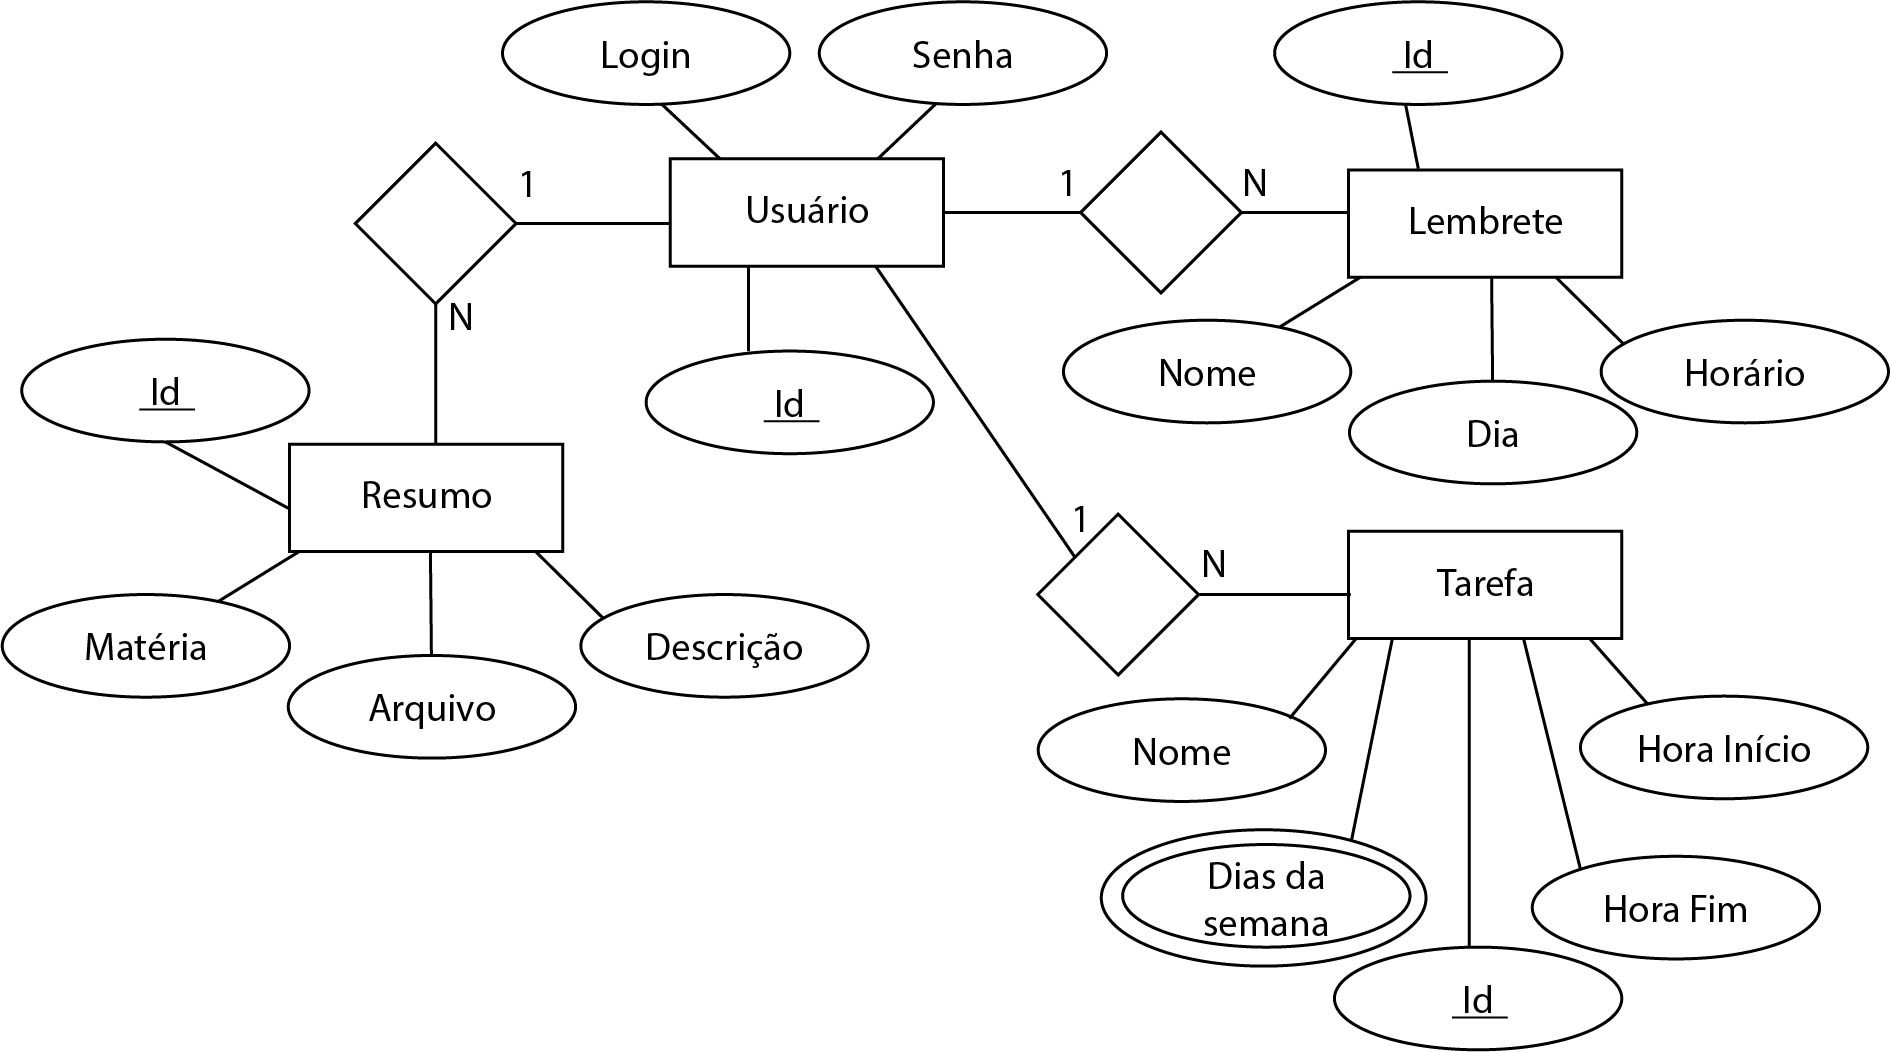 Login
Senha
Id
1
Usuário
1
N
Lembrete
N
Id
Id
Nome
Horário
Dia
Resumo
1
N
Tarefa
Matéria
Arquivo
Descrição
Nome
Hora Início
Dias da
semana
Hora Fim
Id